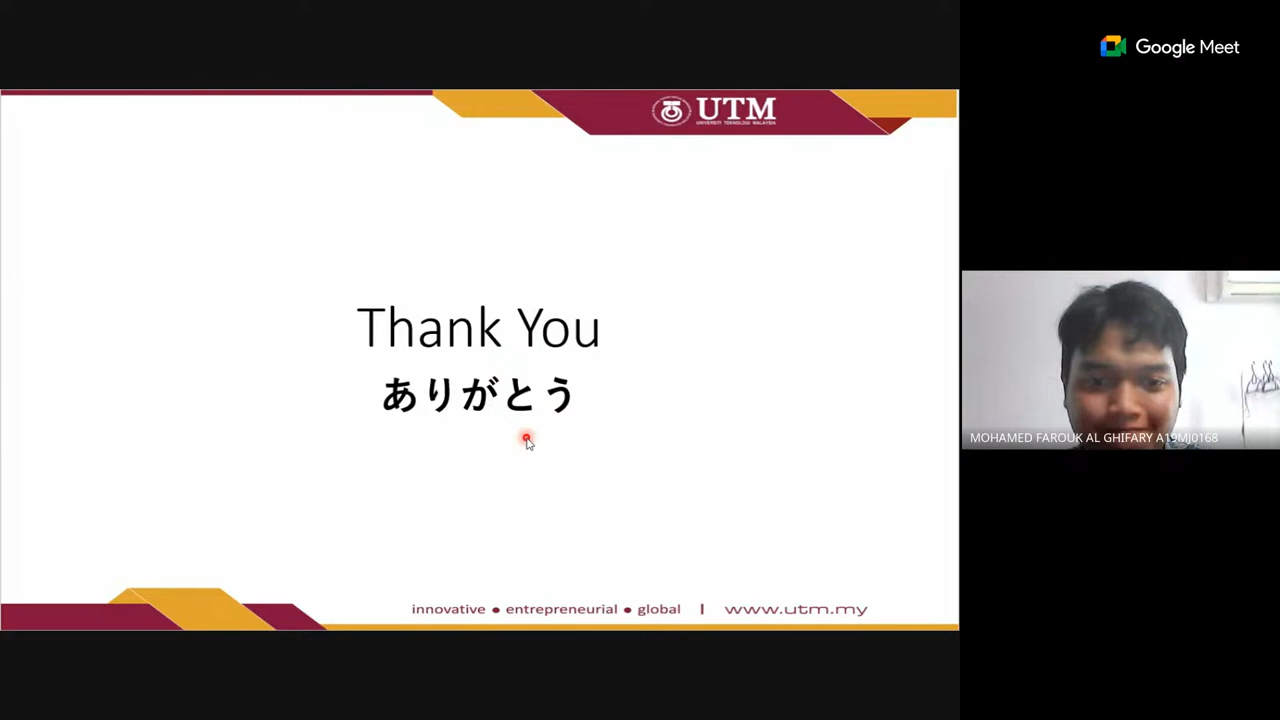 Google Meet
UTM
UNIVERSITI TEKNOLOGI MALAYSIA
Thank You
ありがとう
MOHAMED FAROUK AL GHIFARY A19MJ0168
innovative ● entrepreneurial ● global | www.utm.my